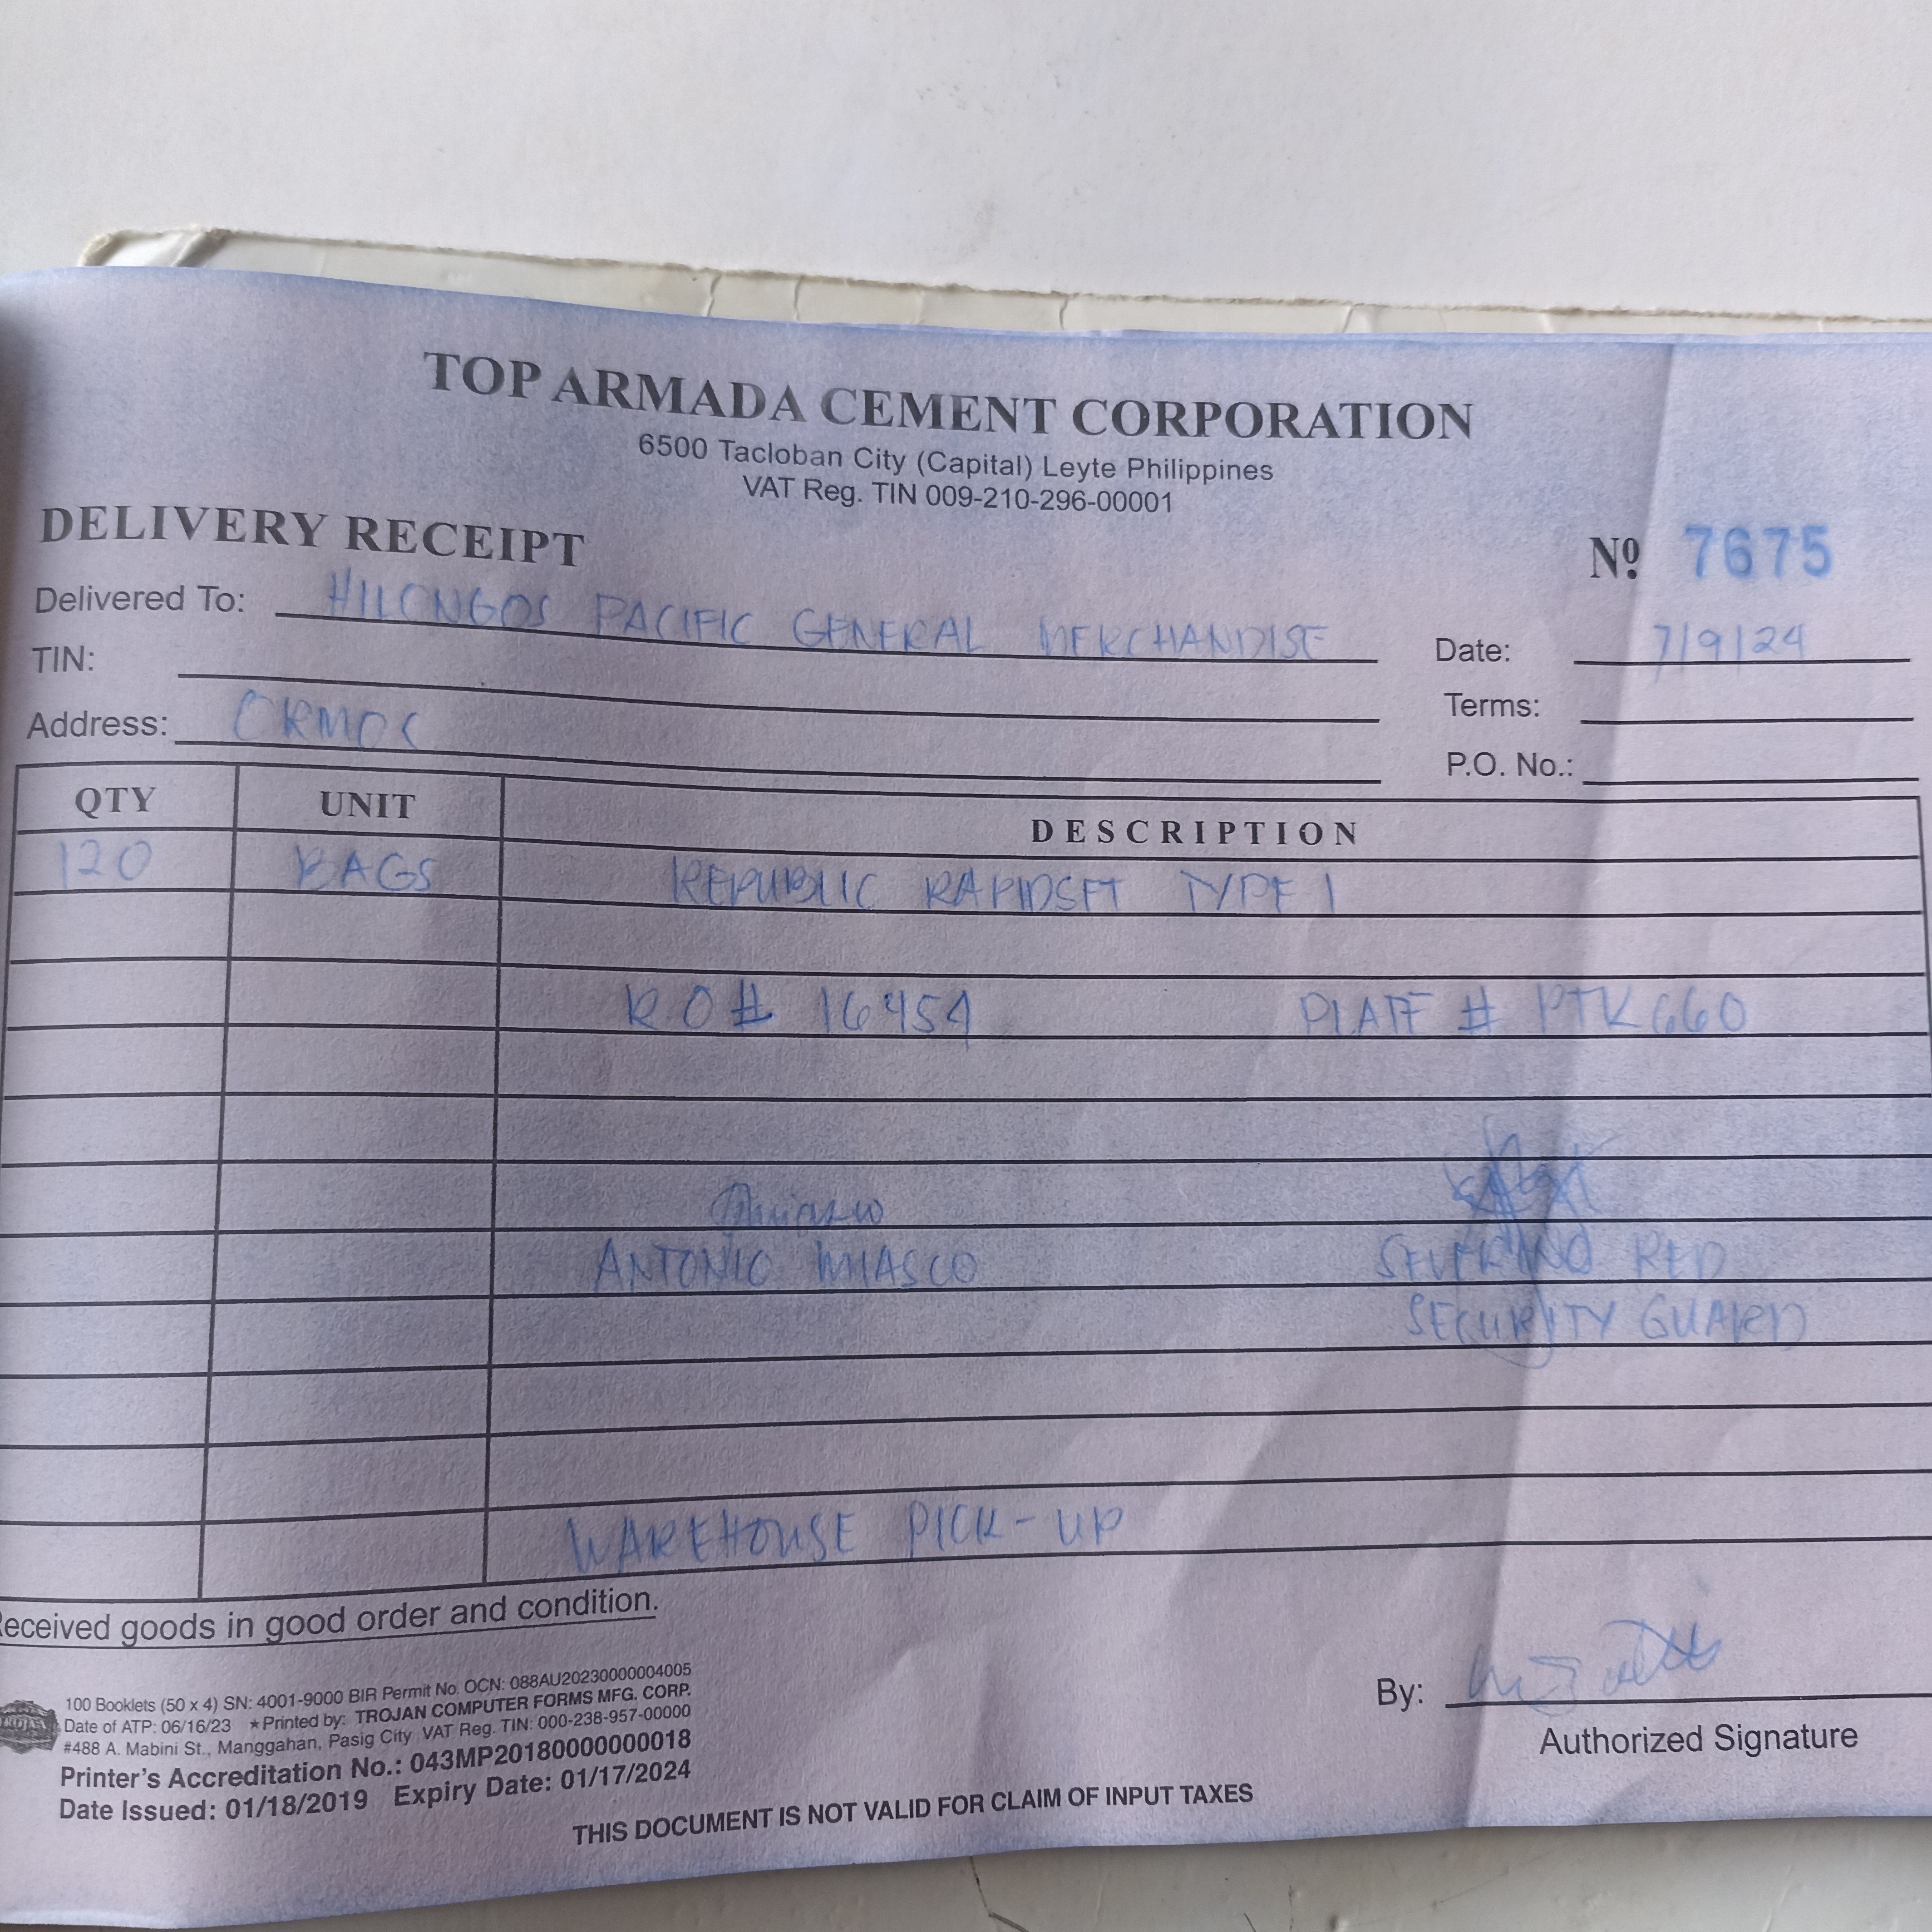 TOP ARMADA CEMENT CORPORATION
6500 Tacloban City (Capital) Leyte Philippines
VAT Reg. TIN 009-210-296-00001
DELIVERY RECEIPT
Nº 7675
Delivered To: HILONGOS PACIFIC GENERAL MERCHANDISE
Date: 7/9/24
TIN:
Terms:
Address: ORMOC
P.O. No.:
QTY UNIT DESCRIPTION
120 BAGS REPUBLIC RAPIDSET TYPE 1
RO# 16454 PLATE # PTK660
ANTONIO MIASCO SEVERINO RED
SECURITY GUARD
WAREHOUSE PICK-UP
Received goods in good order and condition.
100 Booklets (50 x 4) SN: 4001-9000 BIR Permit No. OCN: 088AU20230000004005
Date of ATP: 06/16/23 ★Printed by: TROJAN COMPUTER FORMS MFG. CORP.
#488 A. Mabini St., Manggahan, Pasig City VAT Reg. TIN: 000-238-957-00000
Printer's Accreditation No.: 043MP20180000000018
Date Issued: 01/18/2019 Expiry Date: 01/17/2024
By:
Authorized Signature
THIS DOCUMENT IS NOT VALID FOR CLAIM OF INPUT TAXES